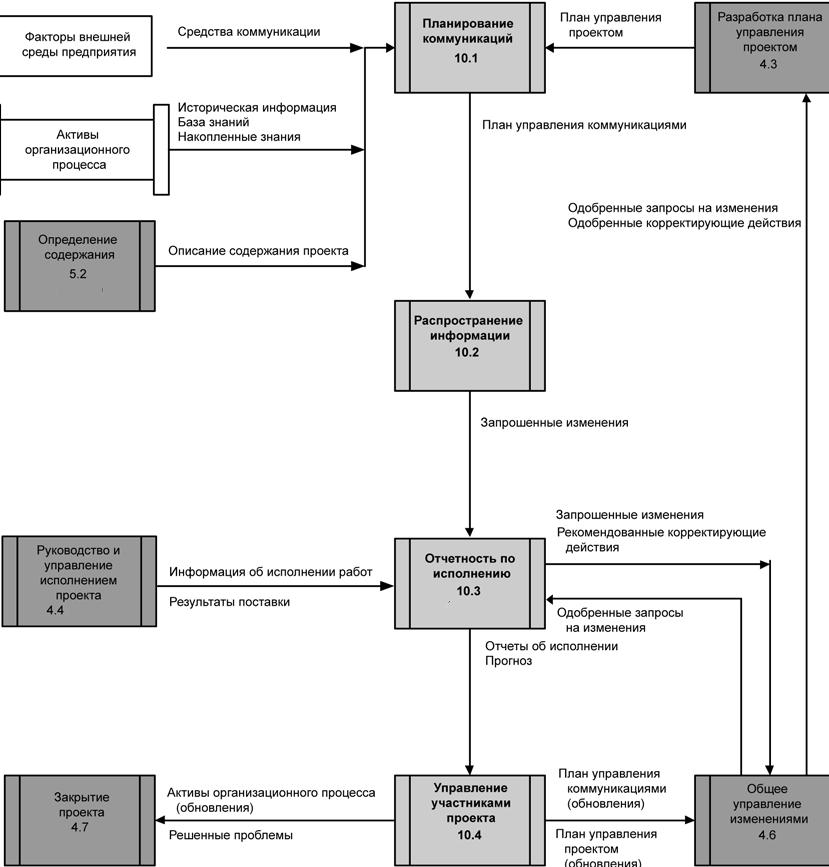 Факторы внешней
среды предприятия
Средства коммуникации
Планирование
коммуникаций
10.1
План управления
проектом
Разработка плана
управления
проектом
4.3
Историческая информация
База знаний
Накопленные знания
Активы
организационного
процесса
План управления коммуникациями
Одобренные запросы на изменения
Одобренные корректирующие действия
Определение
содержания
5.2
Описание содержания проекта
Распространение
информации
10.2
Запрошенные изменения
Запрошенные изменения
Рекомендованные корректирующие
действия
Руководство и
управление
исполнением
проекта
4.4
Информация об исполнении работ
Результаты поставки
Отчетность по
исполнению
10.3
Одобренные запросы
на изменения
Отчеты об исполнении
Прогноз
Закрытие
проекта
4.7
Активы организационного процесса
(обновления)
Решенные проблемы
Управление
участниками
проекта
10.4
План управления
коммуникациями
(обновления)
План управления
проектом
(обновления)
Общее
управление
изменениями
4.6